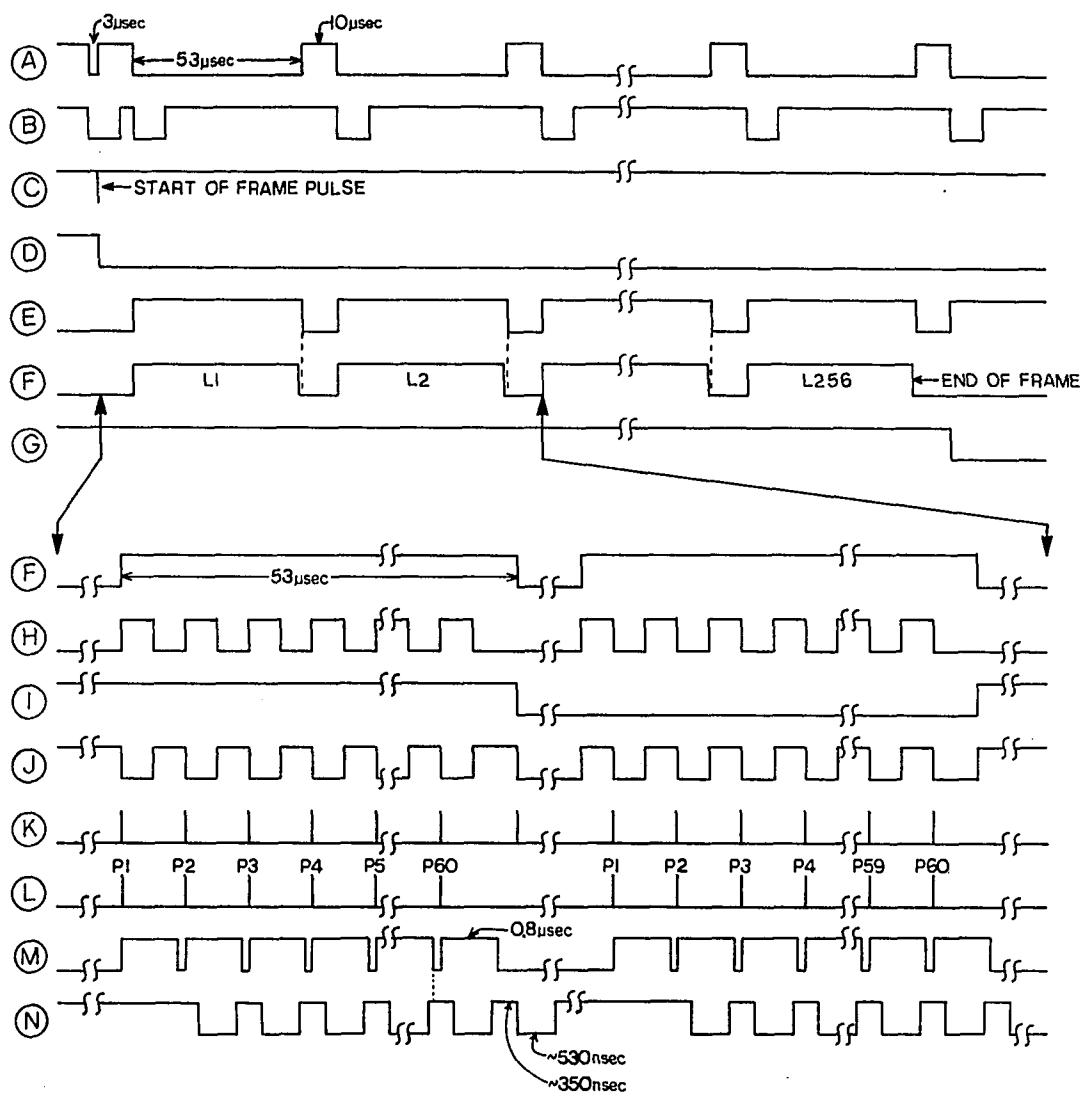 3μsec
10μsec
A
53μsec
B
C
START OF FRAME PULSE
D
E
F
L1
L2
L256
END OF FRAME
G
F
53μsec
H
I
J
K
P1 P2 P3 P4 P5 P60 P1 P2 P3 P4 P59 P60
L
0.8μsec
M
N
~530nsec
~350nsec